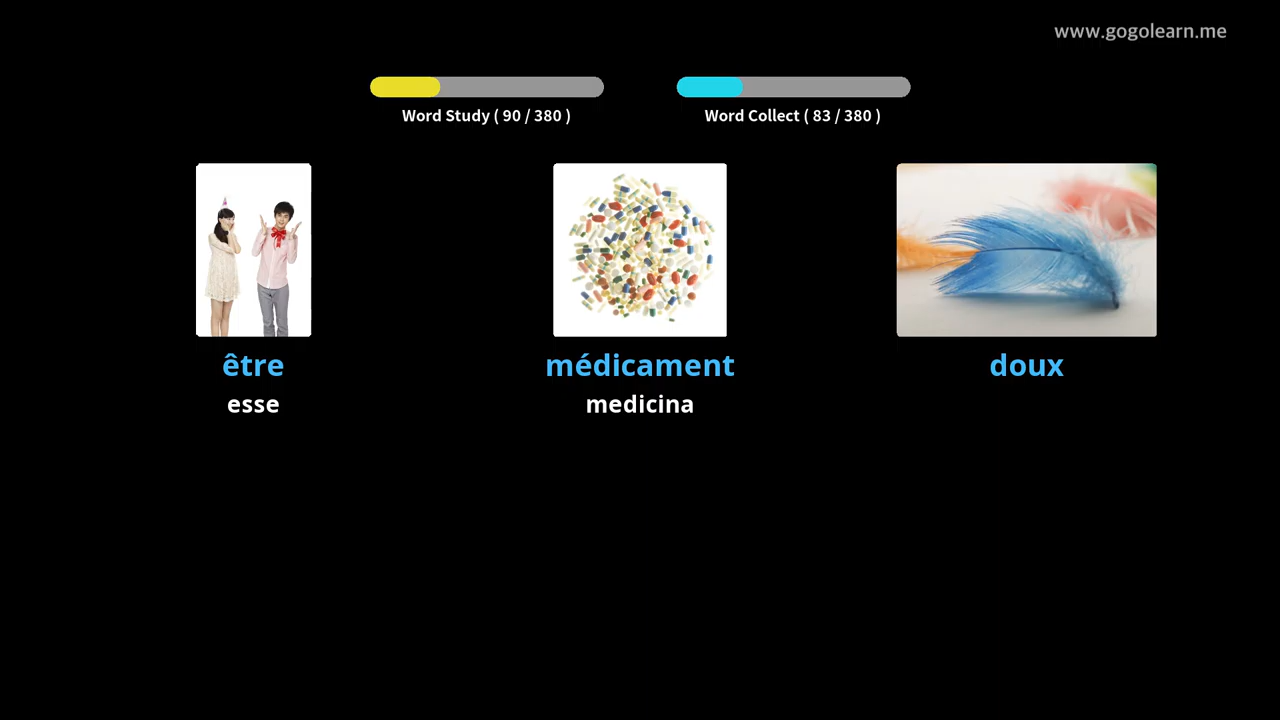 www.gogolearn.me
Word Study ( 90 / 380 )
Word Collect ( 83 / 380 )
être
médicament
doux
esse
medicina